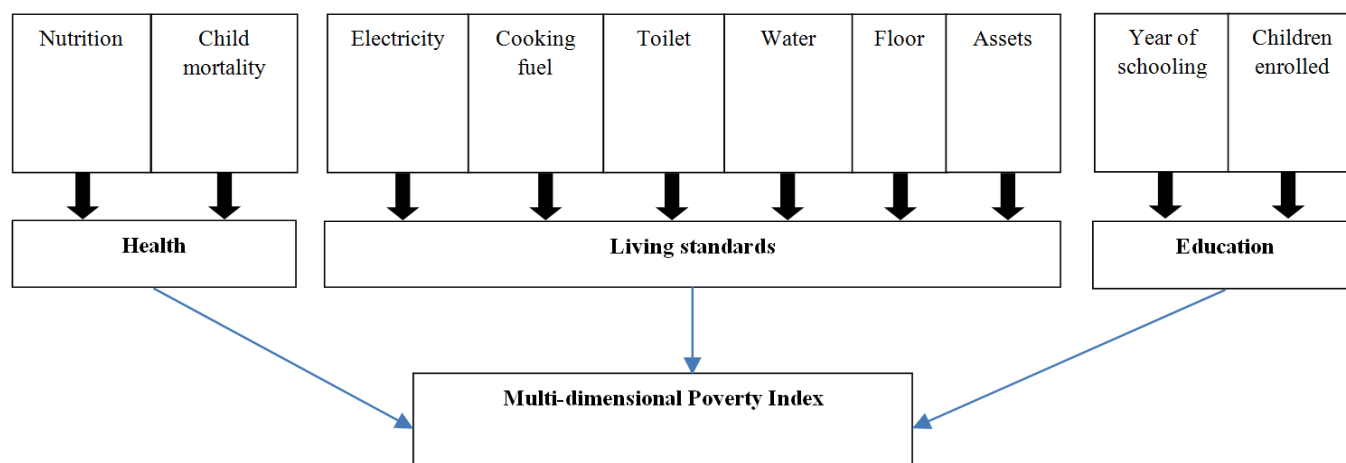 Nutrition
Child
mortality
Electricity
Cooking
fuel
Toilet
Water
Floor
Assets
Year of
schooling
Children
enrolled
Health
Living standards
Education
Multi-dimensional Poverty Index